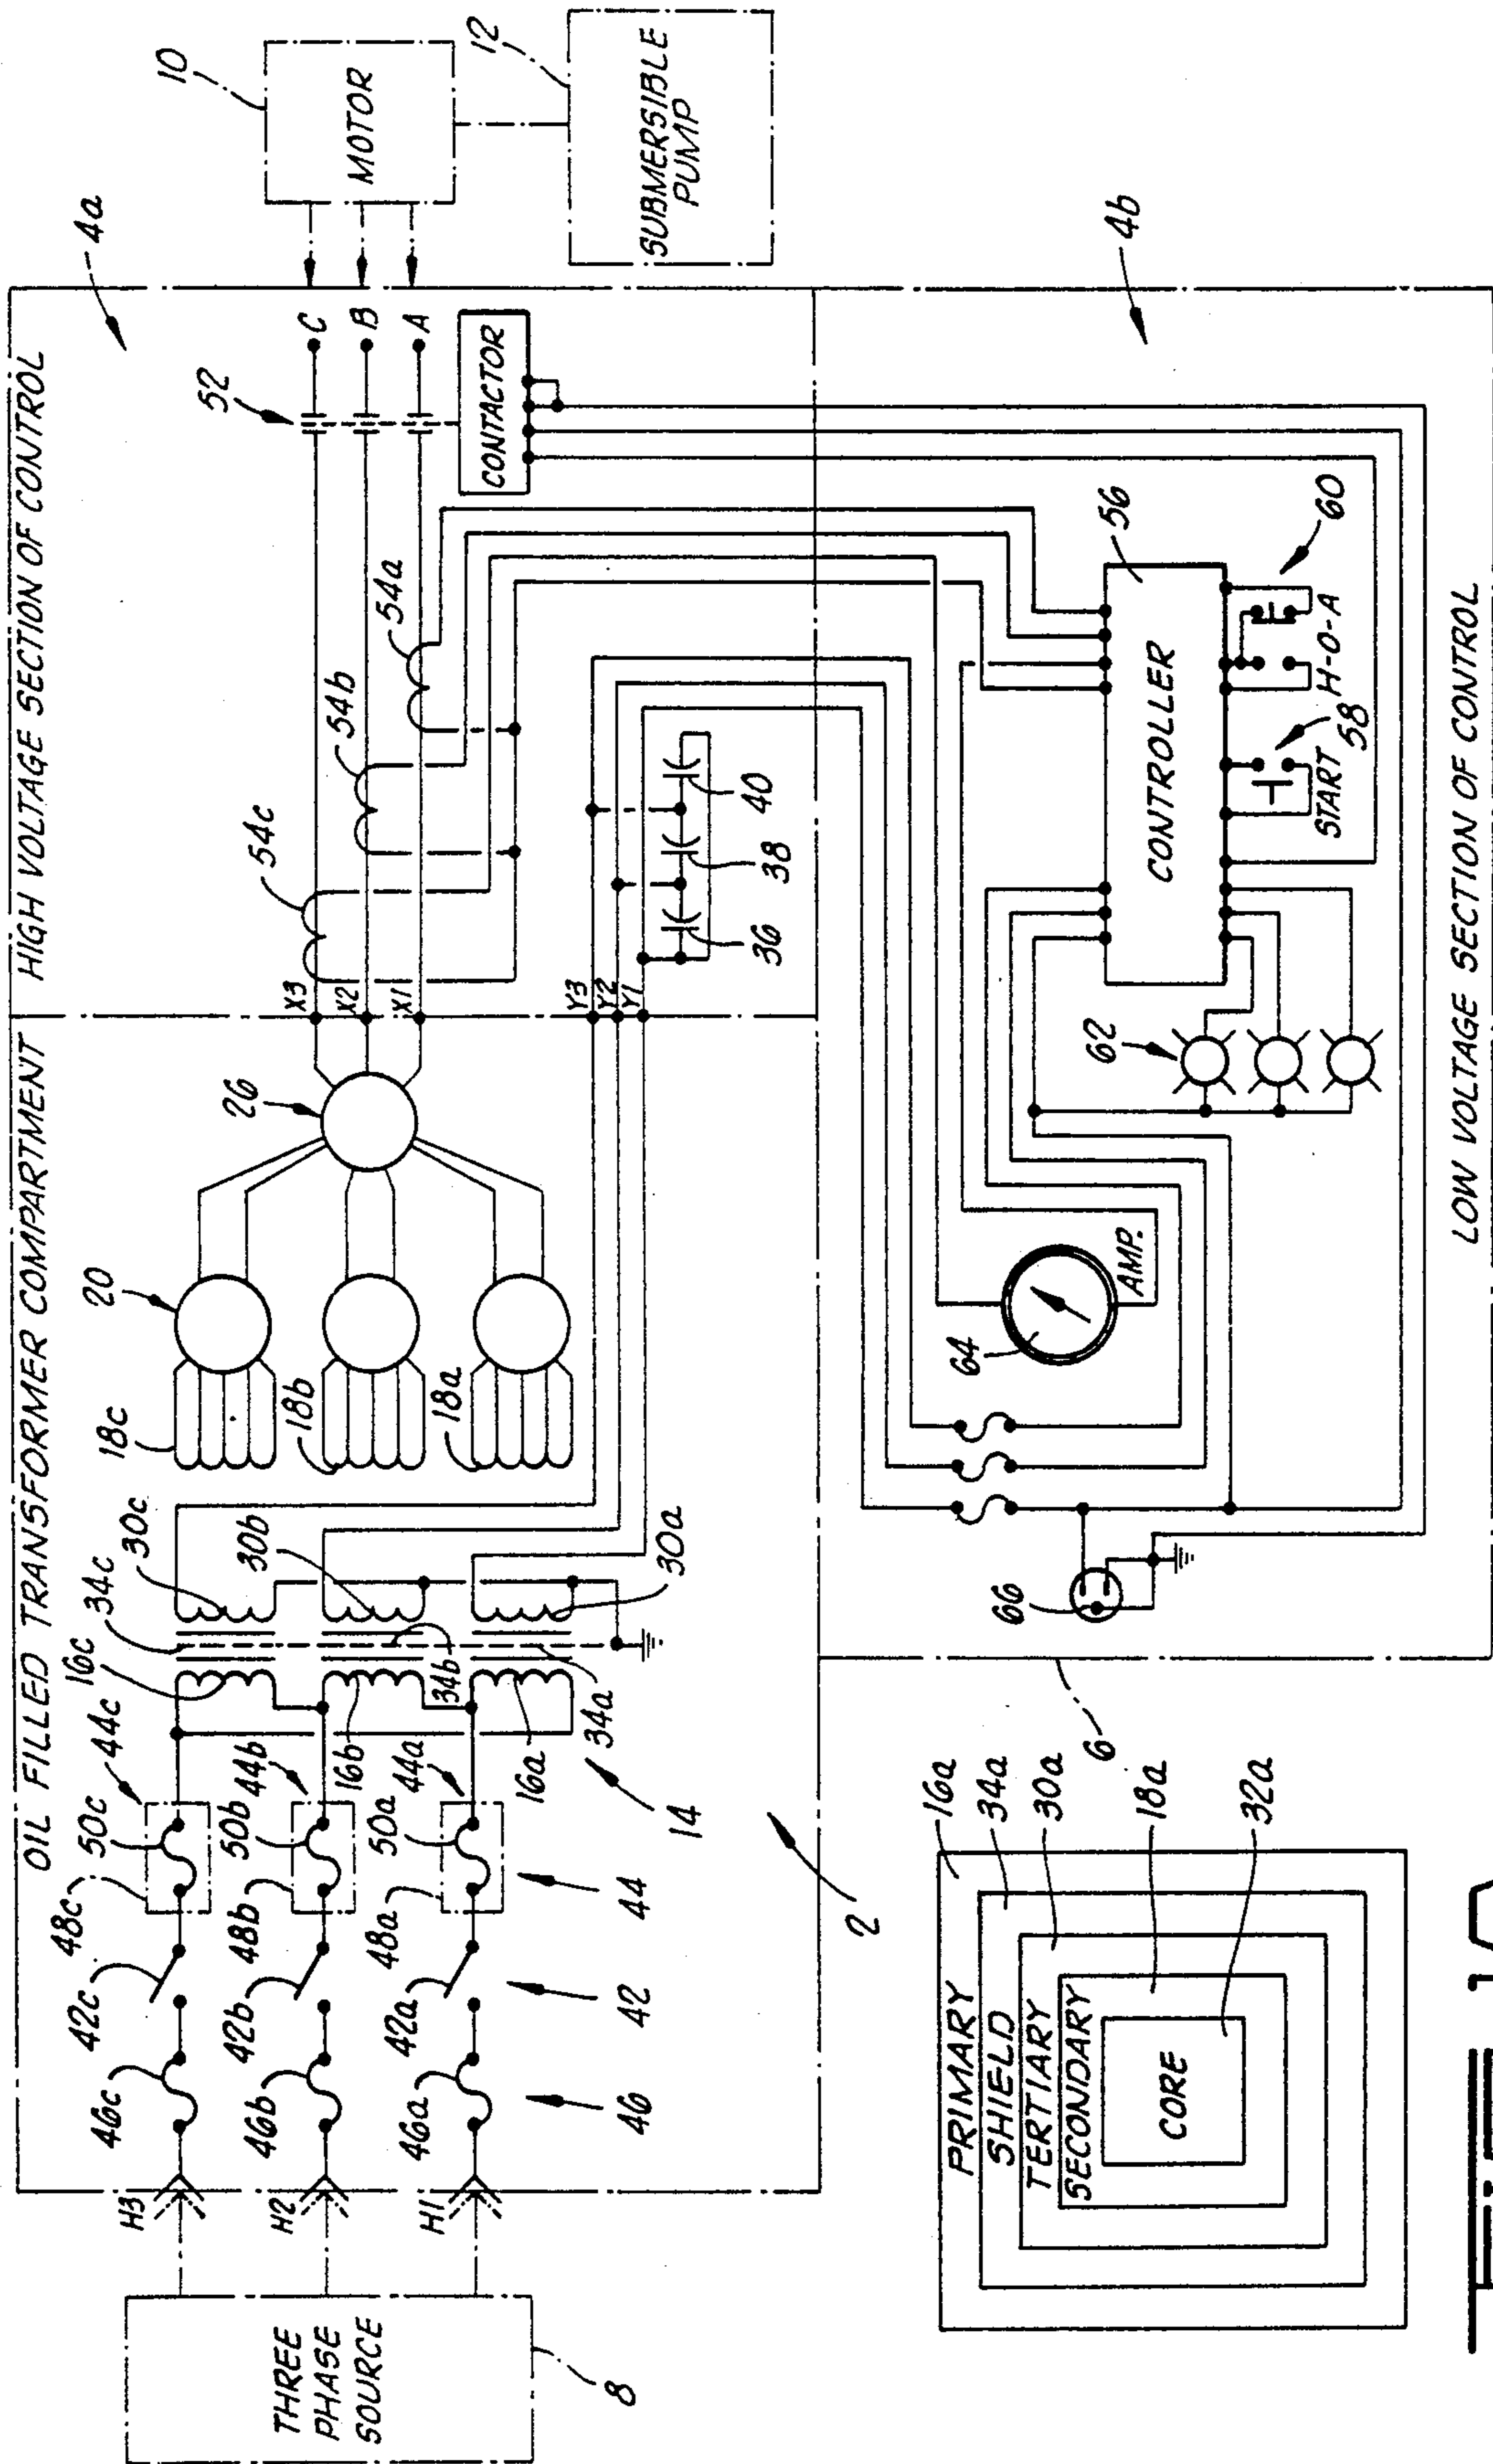 OIL FILLED TRANSFORMER COMPARTMENT
HIGH VOLTAGE SECTION OF CONTROL
THREE
PHASE
SOURCE
8
H3
H2
H1
46c
46b
46a
46
42c
42b
42a
42
48c
48b
48a
50c
50b
50a
44c
44b
44a
44
16c
16b
16a
14
34c
34b
34a
30c
30b
30a
18c
18b
18a
20
26
X3
X2
X1
Y3
Y2
Y1
54c
54b
54a
36
38
40
52
C
B
A
CONTACTOR
4a
10
MOTOR
12
SUBMERSIBLE
PUMP
2
6
66
64
AMP.
62
CONTROLLER
56
START
58
H-O-A
60
4b
LOW VOLTAGE SECTION OF CONTROL
PRIMARY
SHIELD
TERTIARY
SECONDARY
CORE
16a
34a
30a
18a
32a